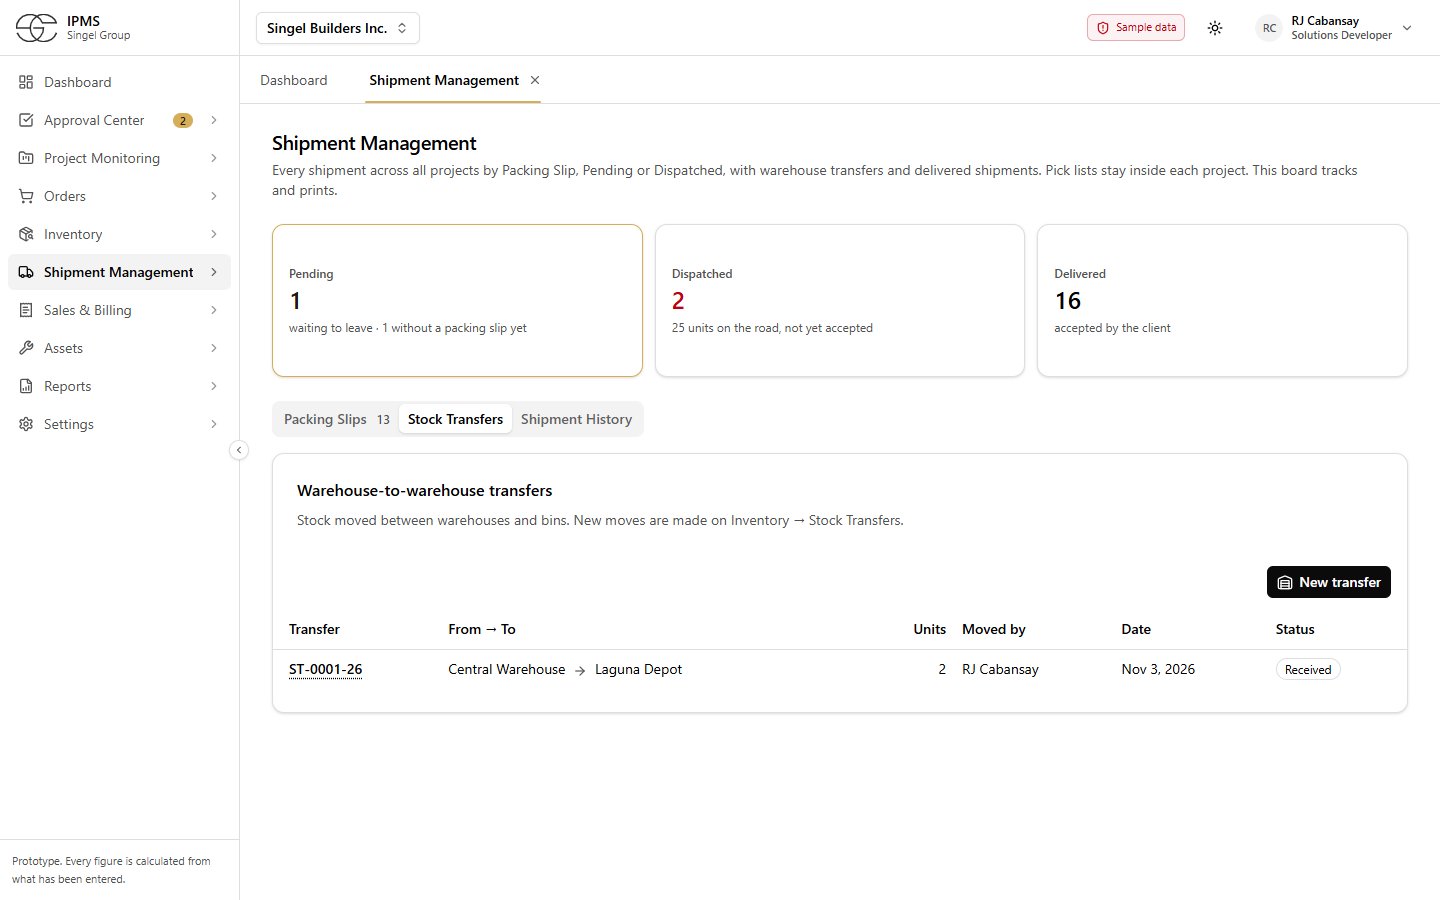 IPMS
Singel Group
Singel Builders Inc.
Sample data
RC
RJ Cabansay
Solutions Developer
Dashboard
Approval Center 2
Project Monitoring
Orders
Inventory
Shipment Management
Sales & Billing
Assets
Reports
Settings
Prototype. Every figure is calculated from
what has been entered.
Dashboard
Shipment Management
Shipment Management
Every shipment across all projects by Packing Slip, Pending or Dispatched, with warehouse transfers and delivered shipments. Pick lists stay inside each project. This board tracks
and prints.
Pending
1
waiting to leave · 1 without a packing slip yet
Dispatched
2
25 units on the road, not yet accepted
Delivered
16
accepted by the client
Packing Slips 13 Stock Transfers Shipment History
Warehouse-to-warehouse transfers
Stock moved between warehouses and bins. New moves are made on Inventory → Stock Transfers.
New transfer
Transfer From → To Units Moved by Date Status
ST-0001-26 Central Warehouse → Laguna Depot 2 RJ Cabansay Nov 3, 2026 Received